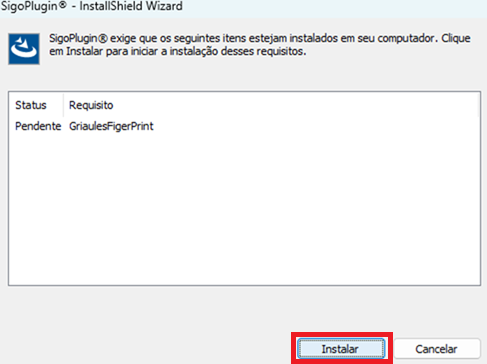 SigoPlugin® - InstallShield Wizard
SigoPlugin® exige que os seguintes itens estejam instalados em seu computador. Clique
em Instalar para iniciar a instalação desses requisitos.
Status Requisito
Pendente GriaulesFigerPrint
Instalar Cancelar